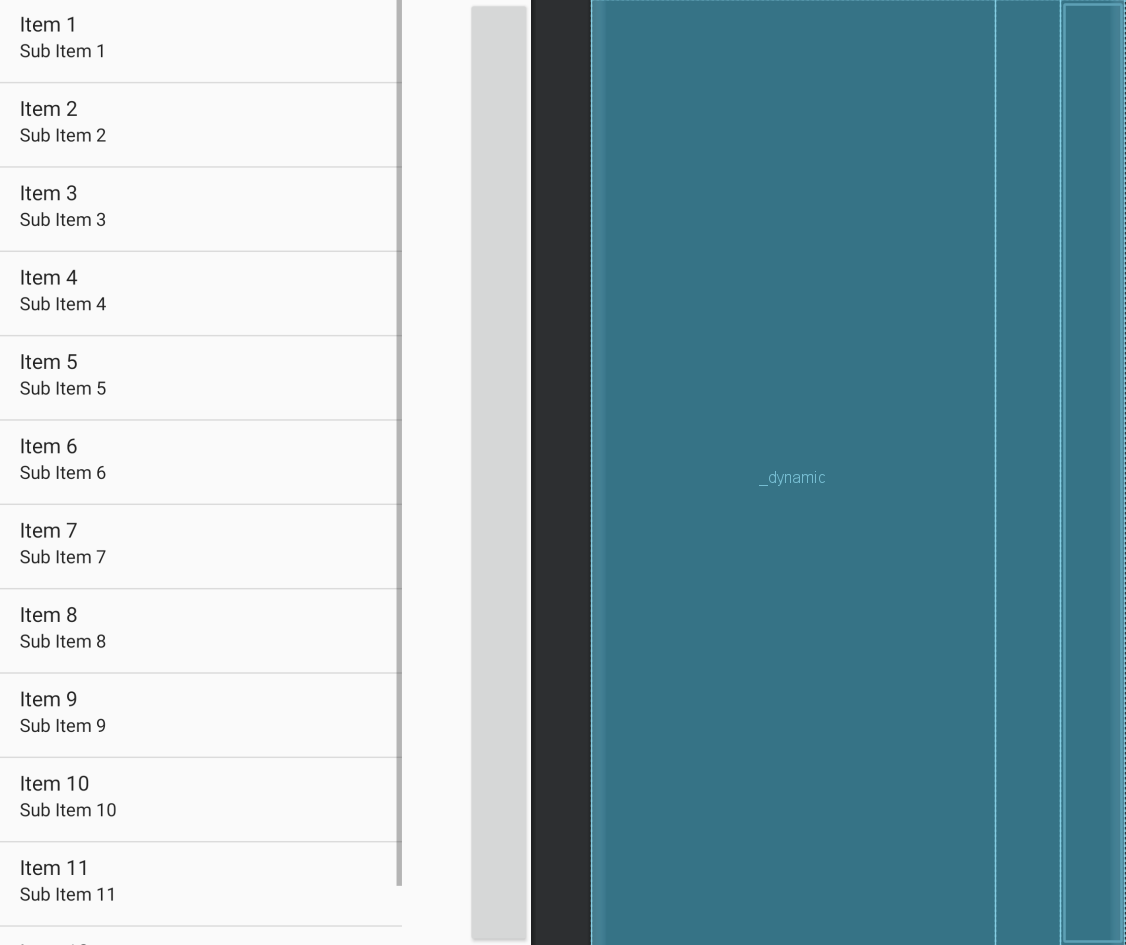 Item 1
Sub Item 1
Item 2
Sub Item 2
Item 3
Sub Item 3
Item 4
Sub Item 4
Item 5
Sub Item 5
Item 6
Sub Item 6
Item 7
Sub Item 7
Item 8
Sub Item 8
Item 9
Sub Item 9
Item 10
Sub Item 10
Item 11
Sub Item 11
_dynamic